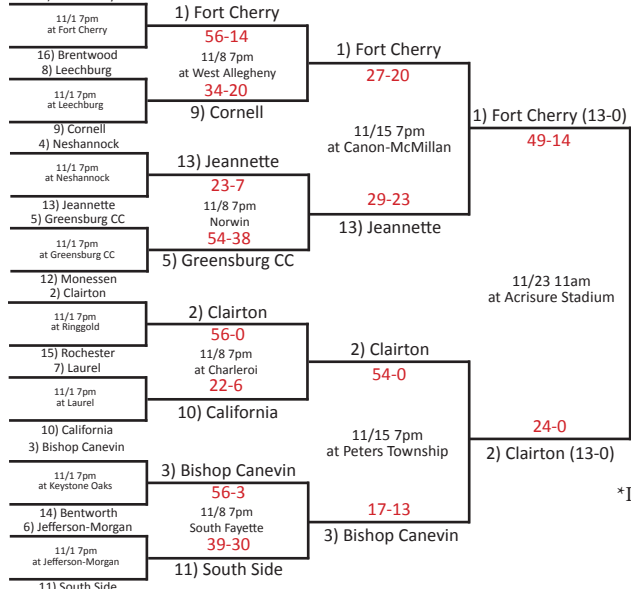 11/1 7pm
at Fort Cherry
16) Brentwood
8) Leechburg
11/1 7pm
at Leechburg
9) Cornell
4) Neshannock
11/1 7pm
at Neshannock
13) Jeannette
5) Greensburg CC
11/1 7pm
at Greensburg CC
12) Monessen
2) Clairton
11/1 7pm
at Ringgold
15) Rochester
7) Laurel
11/1 7pm
at Laurel
10) California
3) Bishop Canevin
11/1 7pm
at Keystone Oaks
14) Bentworth
6) Jefferson-Morgan
11/1 7pm
at Jefferson-Morgan
11) South Side
1) Fort Cherry
56-14
11/8 7pm
at West Allegheny
34-20
9) Cornell
13) Jeannette
23-7
11/8 7pm
Norwin
54-38
5) Greensburg CC
2) Clairton
56-0
11/8 7pm
at Charleroi
22-6
10) California
3) Bishop Canevin
56-3
11/8 7pm
South Fayette
39-30
11) South Side
1) Fort Cherry
27-20
11/15 7pm
at Canon-McMillan
29-23
13) Jeannette
2) Clairton
54-0
11/15 7pm
at Peters Township
17-13
3) Bishop Canevin
1) Fort Cherry (13-0)
49-14
11/23 11am
at Acrisure Stadium
24-0
2) Clairton (13-0)